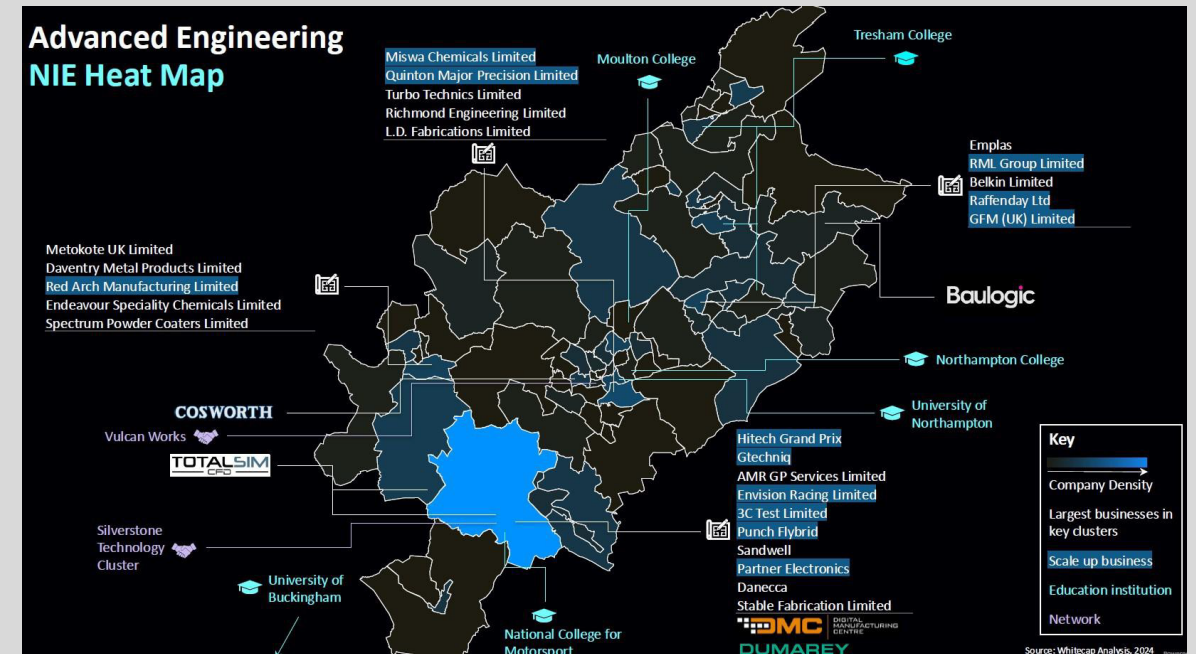 Advanced Engineering
NIE Heat Map
Miswa Chemicals Limited
Quinton Major Precision Limited
Turbo Technics Limited
Richmond Engineering Limited
L.D. Fabrications Limited
Moulton College
Tresham College
Emplas
RML Group Limited
Belkin Limited
Raffenday Ltd
GFM (UK) Limited
Metokote UK Limited
Daventry Metal Products Limited
Red Arch Manufacturing Limited
Endeavour Speciality Chemicals Limited
Spectrum Powder Coaters Limited
Baulogic
Northampton College
COSWORTH
Vulcan Works
TOTALSIM
CFD
University of
Northampton
Hitech Grand Prix
Gtechniq
AMR GP Services Limited
Envision Racing Limited
3C Test Limited
Punch Flybrid
Sandwell
Partner Electronics
Danecca
Stable Fabrication Limited
DMC DIGITAL
MANUFACTURING
CENTRE
DUMAREY
Silverstone
Technology
Cluster
University of
Buckingham
National College for
Motorsport
Key
Company Density
Largest businesses in
key clusters
Scale up business
Education institution
Network
Source: Whitecap Analysis, 2024